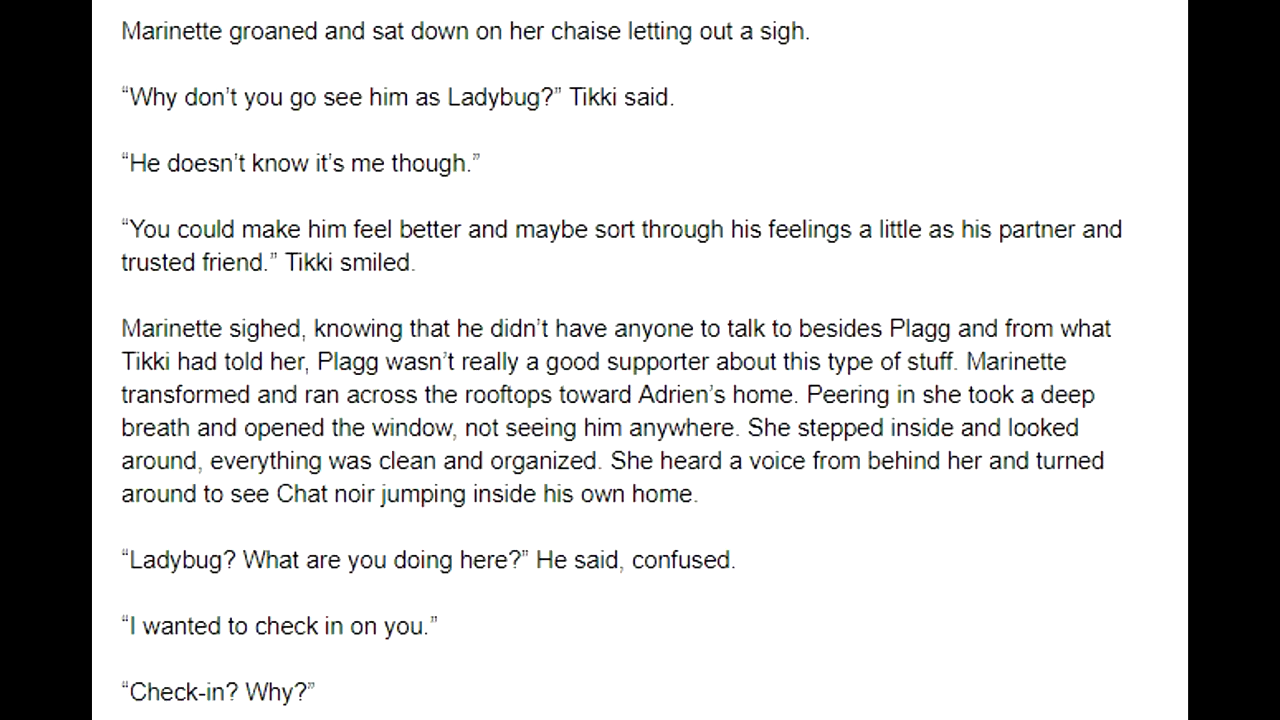 Marinette groaned and sat down on her chaise letting out a sigh.
“Why don’t you go see him as Ladybug?” Tikki said.
“He doesn’t know it’s me though.”
“You could make him feel better and maybe sort through his feelings a little as his partner and
trusted friend.” Tikki smiled.
Marinette sighed, knowing that he didn’t have anyone to talk to besides Plagg and from what
Tikki had told her, Plagg wasn’t really a good supporter about this type of stuff. Marinette
transformed and ran across the rooftops toward Adrien’s home. Peering in she took a deep
breath and opened the window, not seeing him anywhere. She stepped inside and looked
around, everything was clean and organized. She heard a voice from behind her and turned
around to see Chat noir jumping inside his own home.
“Ladybug? What are you doing here?” He said, confused.
“I wanted to check in on you.”
“Check-in? Why?”